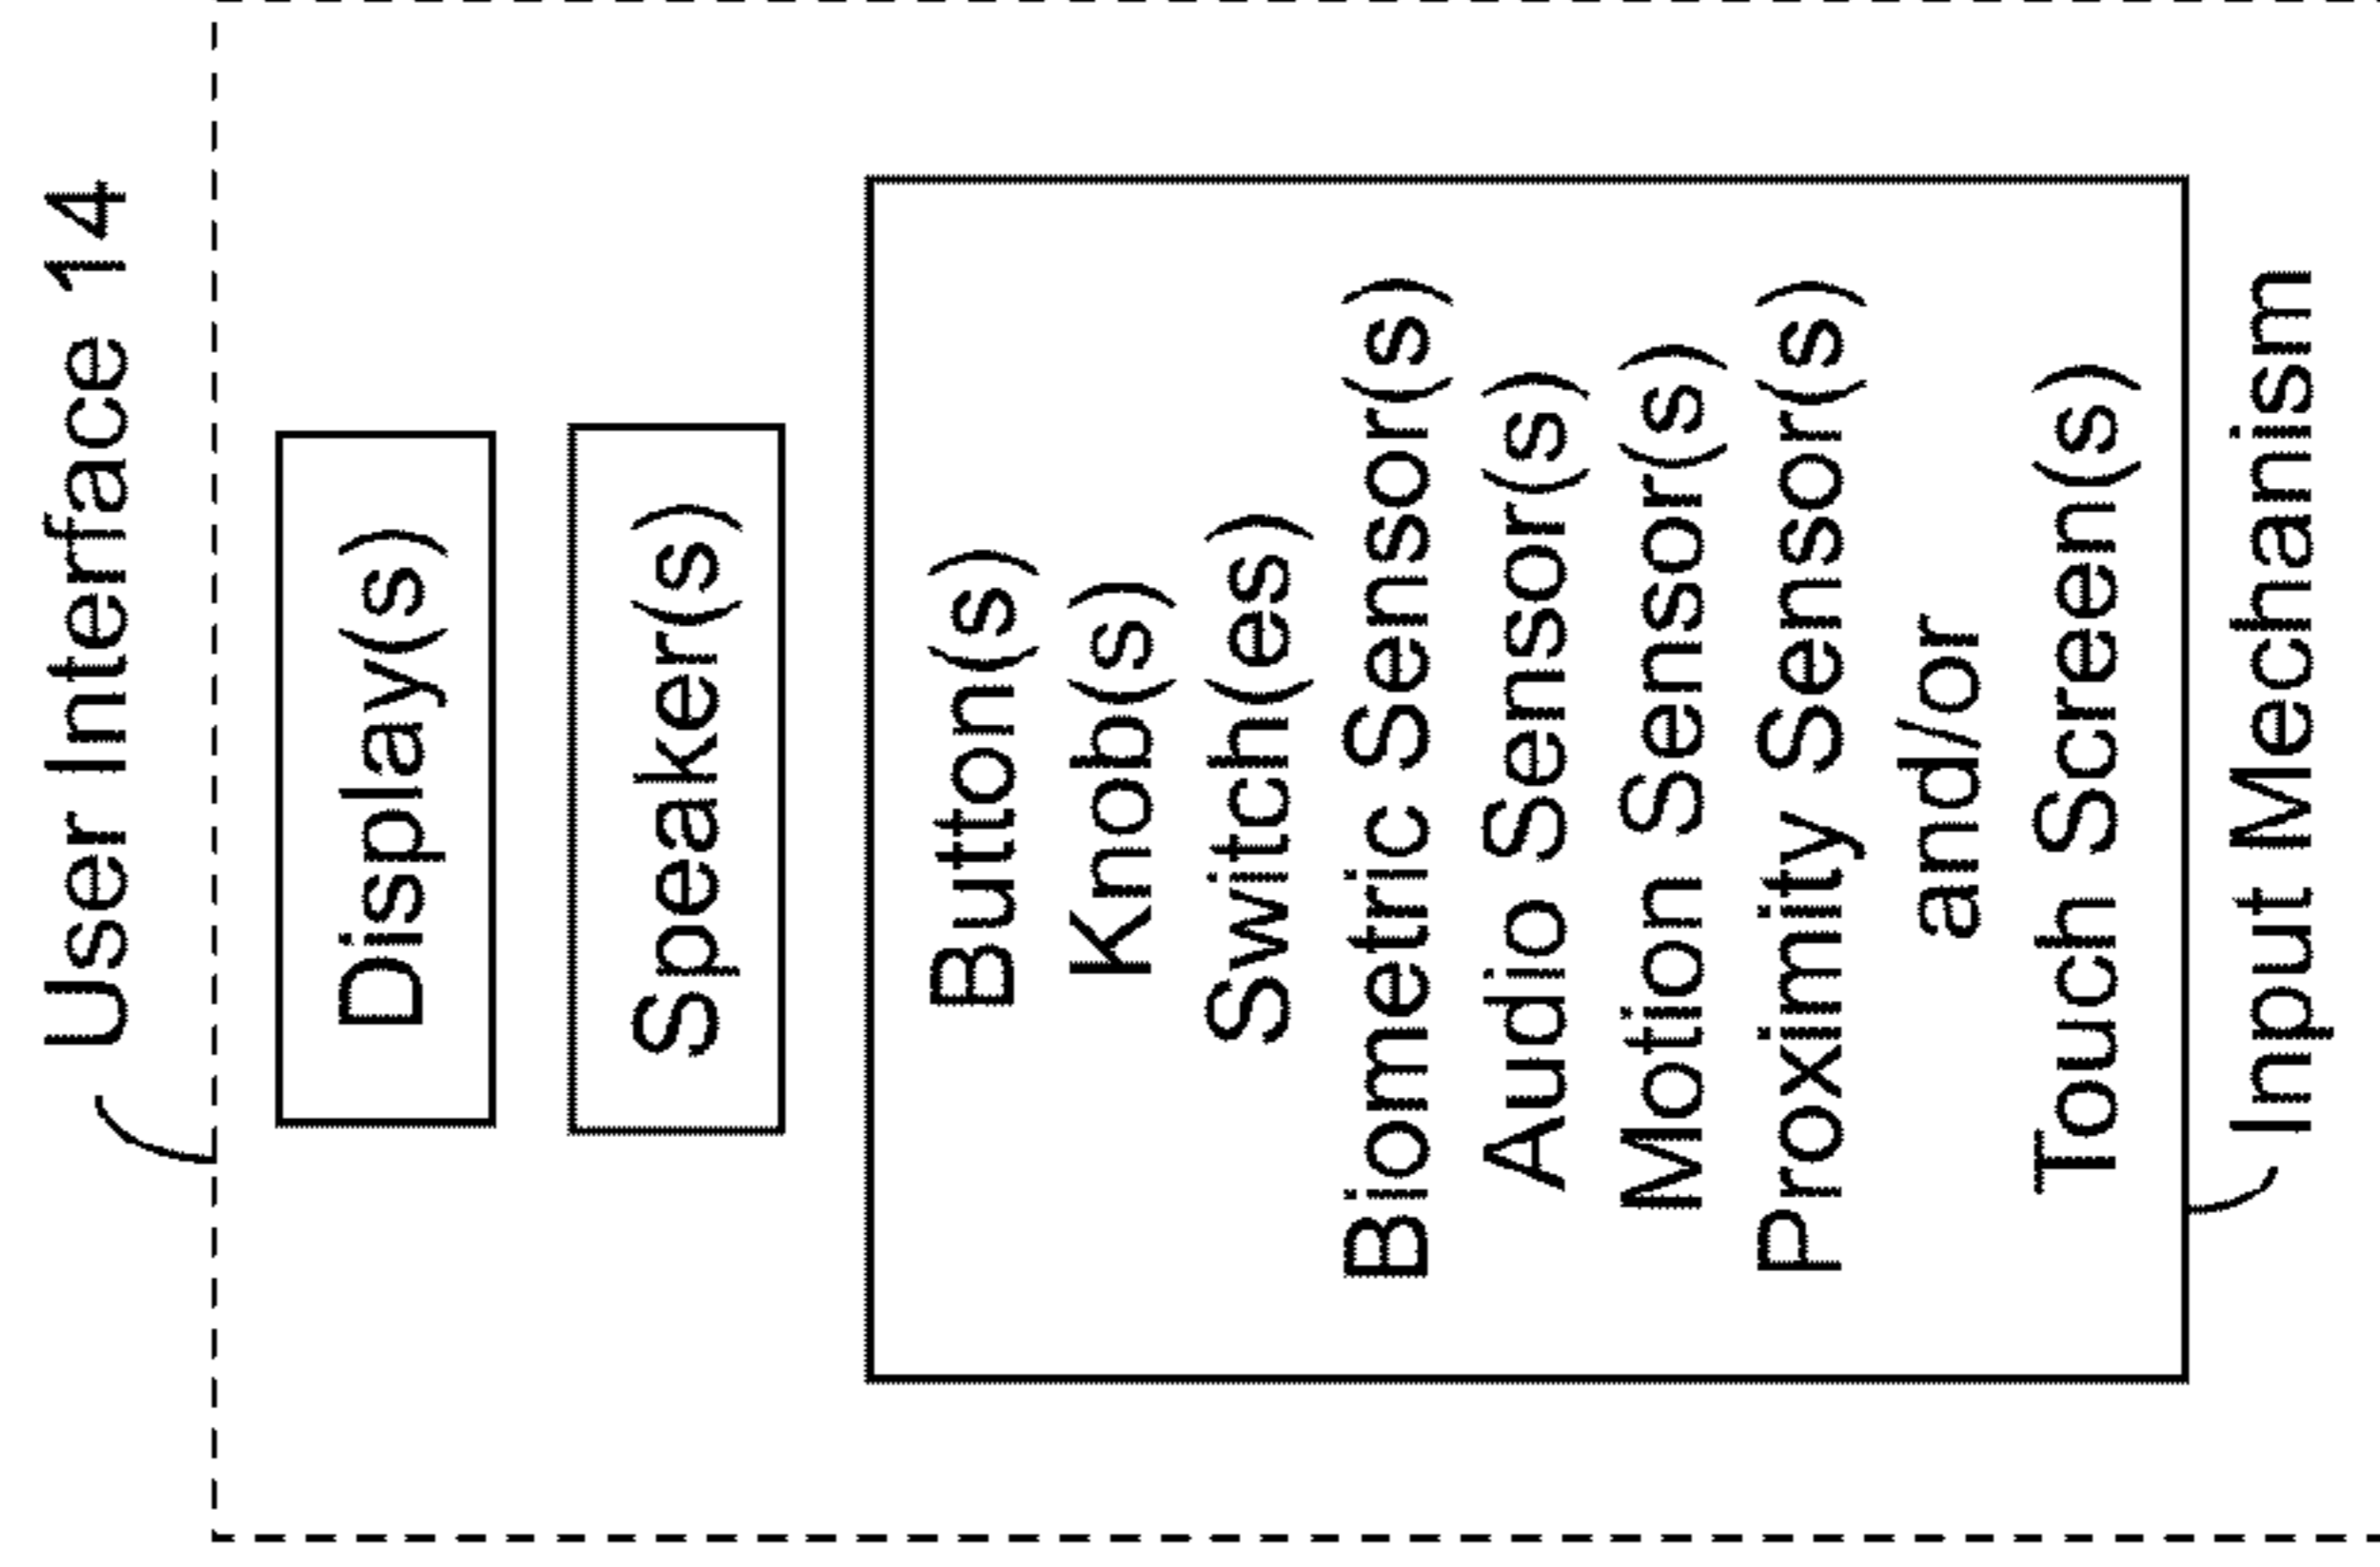 User Interface 14
Display(s)
Speaker(s)
Button(s)
Knob(s)
Switch(es)
Biometric Sensor(s)
Audio Sensor(s)
Motion Sensor(s)
Proximity Sensor(s)
and/or
Touch Screen(s)
Input Mechanism